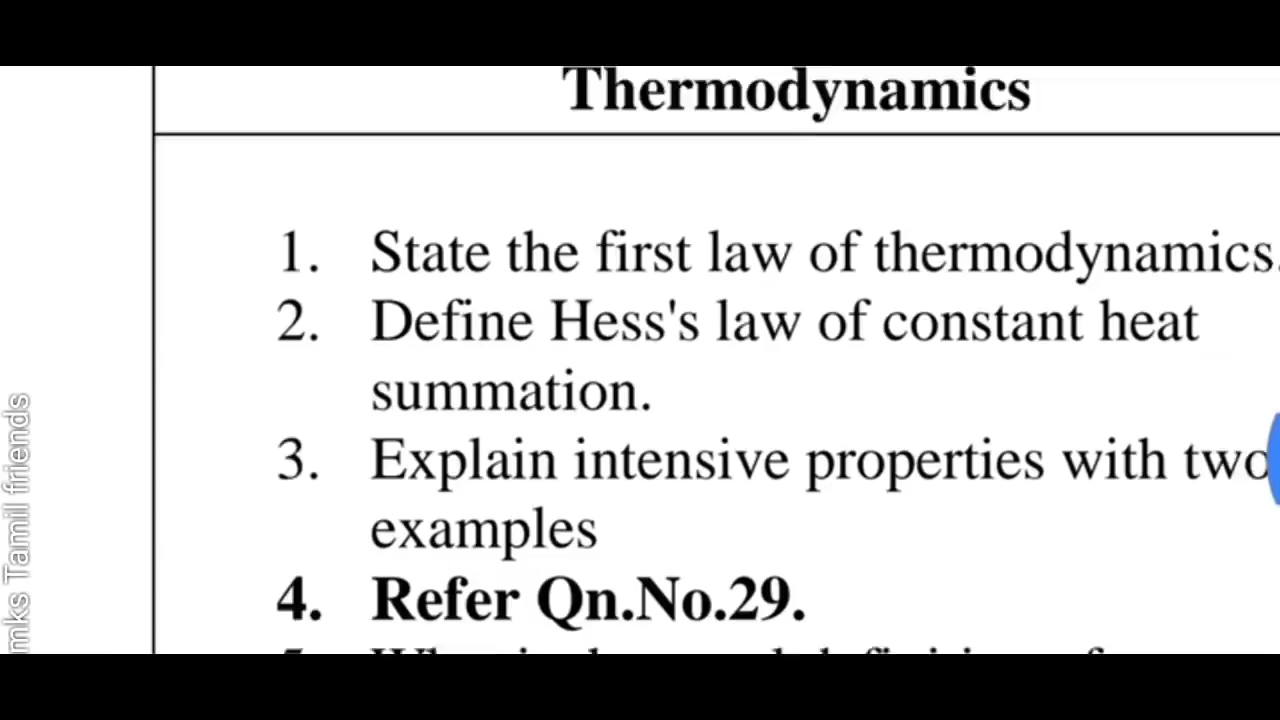 Thermodynamics
1. State the first law of thermodynamics.
2. Define Hess's law of constant heat
summation.
3. Explain intensive properties with two
examples
4. Refer Qn.No.29.
mks Tamil friends